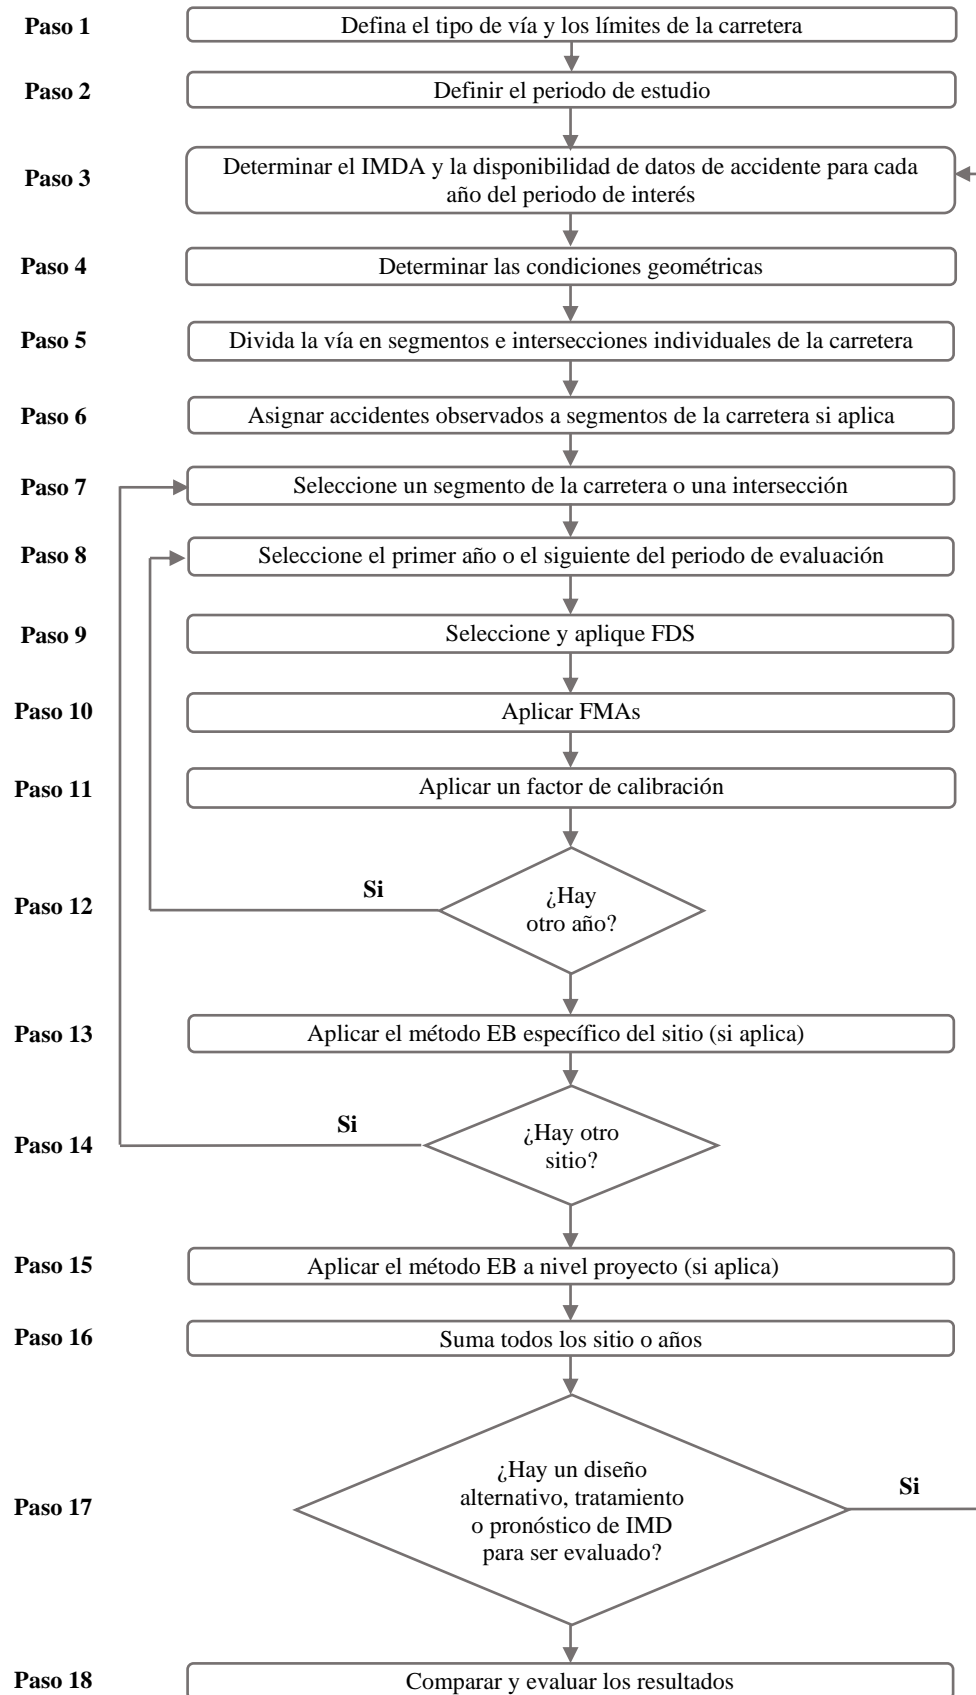 Paso 1
Defina el tipo de vía y los límites de la carretera
Paso 2
Definir el periodo de estudio
Paso 3
Determinar el IMDA y la disponibilidad de datos de accidente para cada
año del periodo de interés
Paso 4
Determinar las condiciones geométricas
Paso 5
Divida la vía en segmentos e intersecciones individuales de la carretera
Paso 6
Asignar accidentes observados a segmentos de la carretera si aplica
Paso 7
Seleccione un segmento de la carretera o una intersección
Paso 8
Seleccione el primer año o el siguiente del periodo de evaluación
Paso 9
Seleccione y aplique FDS
Paso 10
Aplicar FMAs
Paso 11
Aplicar un factor de calibración
Paso 12
Si
¿Hay
otro año?
Paso 13
Aplicar el método EB específico del sitio (si aplica)
Paso 14
Si
¿Hay otro
sitio?
Paso 15
Aplicar el método EB a nivel proyecto (si aplica)
Paso 16
Suma todos los sitio o años
Paso 17
¿Hay un diseño
alternativo, tratamiento
o pronóstico de IMD
para ser evaluado?
Si
Paso 18
Comparar y evaluar los resultados